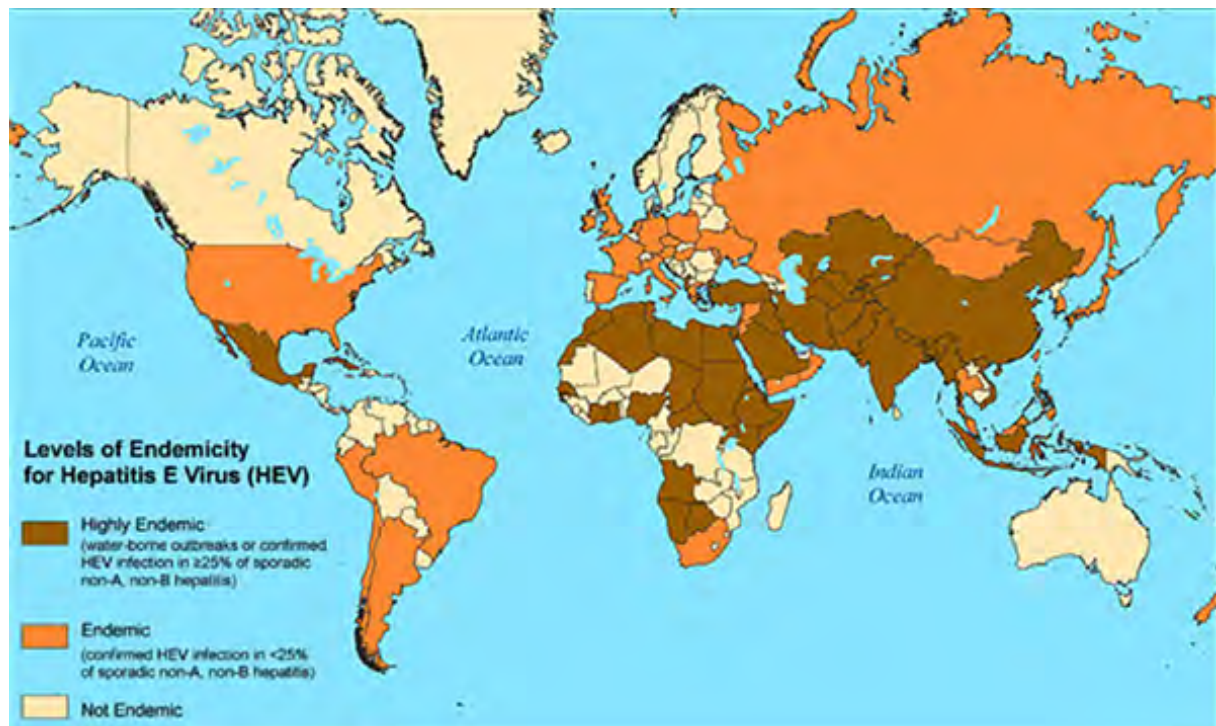 Pacific
Ocean
Atlantic
Ocean
Indian
Ocean
Levels of Endemicity
for Hepatitis E Virus (HEV)
Highly Endemic
(water-borne outbreaks or confirmed
HEV infection in ≥25% of sporadic
non-A, non-B hepatitis)
Endemic
(confirmed HEV infection in <25%
of sporadic non-A, non-B hepatitis)
Not Endemic